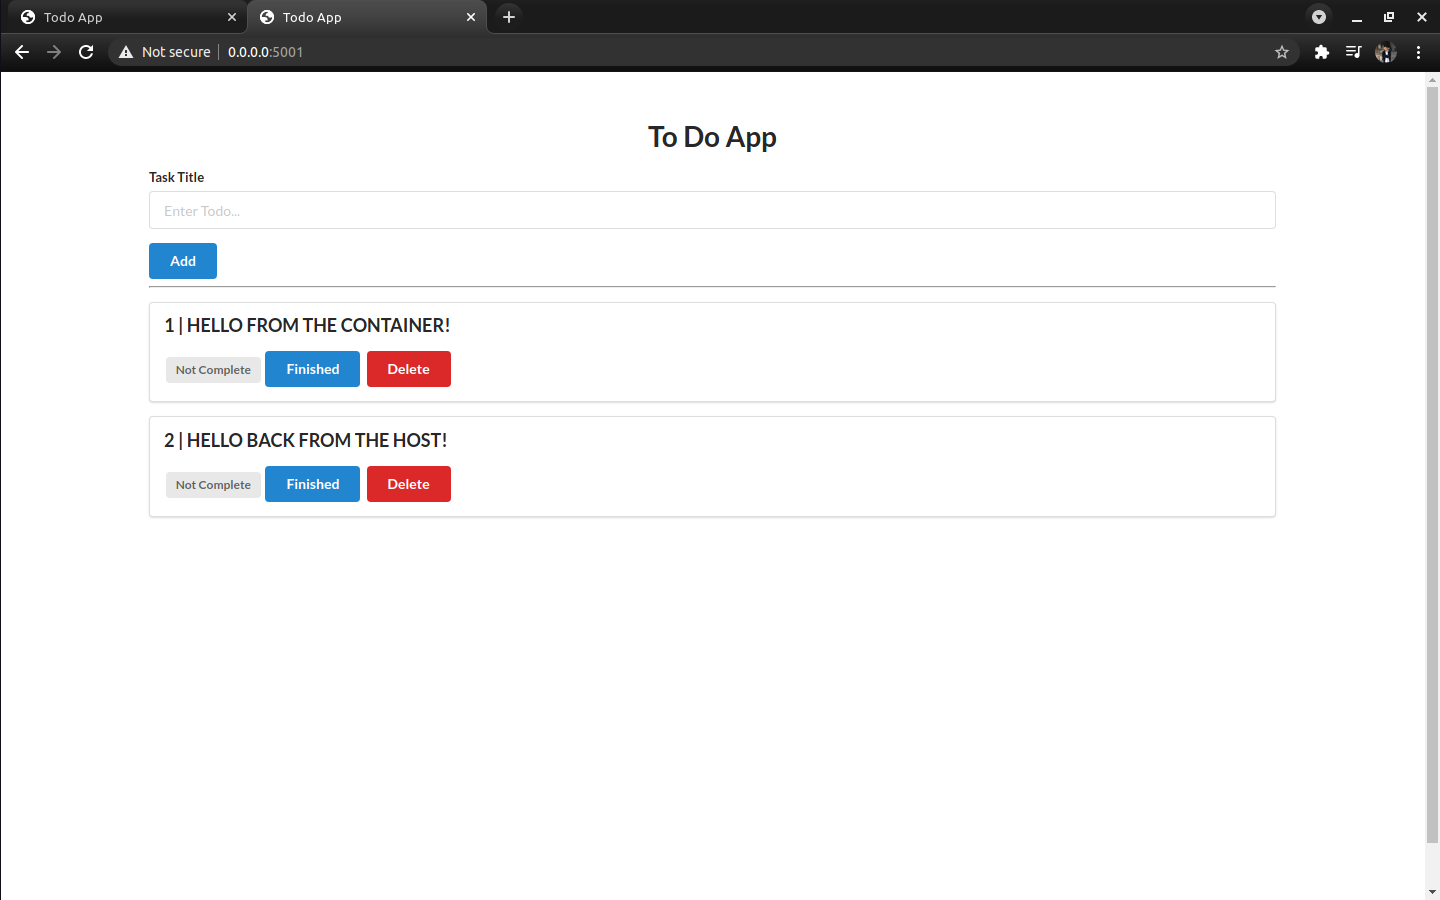 Todo App
Todo App
Not secure | 0.0.0.0:5001
To Do App
Task Title
Enter Todo...
Add
1 | HELLO FROM THE CONTAINER!
Not Complete Finished Delete
2 | HELLO BACK FROM THE HOST!
Not Complete Finished Delete